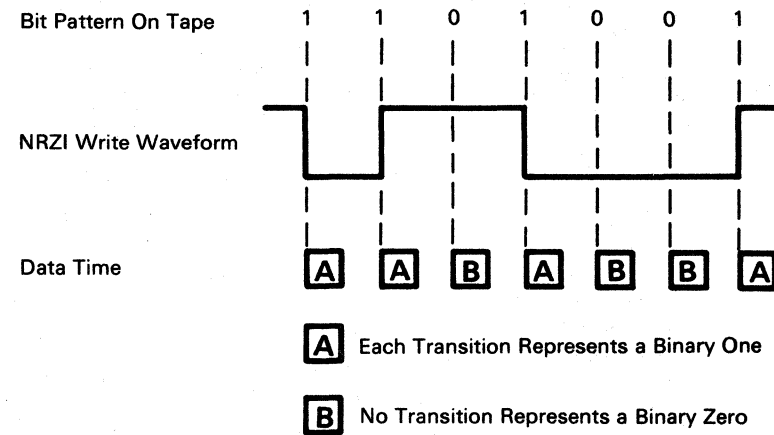 Bit Pattern On Tape 1 1 0 1 0 0 1
NRZI Write Waveform
Data Time A A B A B B A
A Each Transition Represents a Binary One
B No Transition Represents a Binary Zero